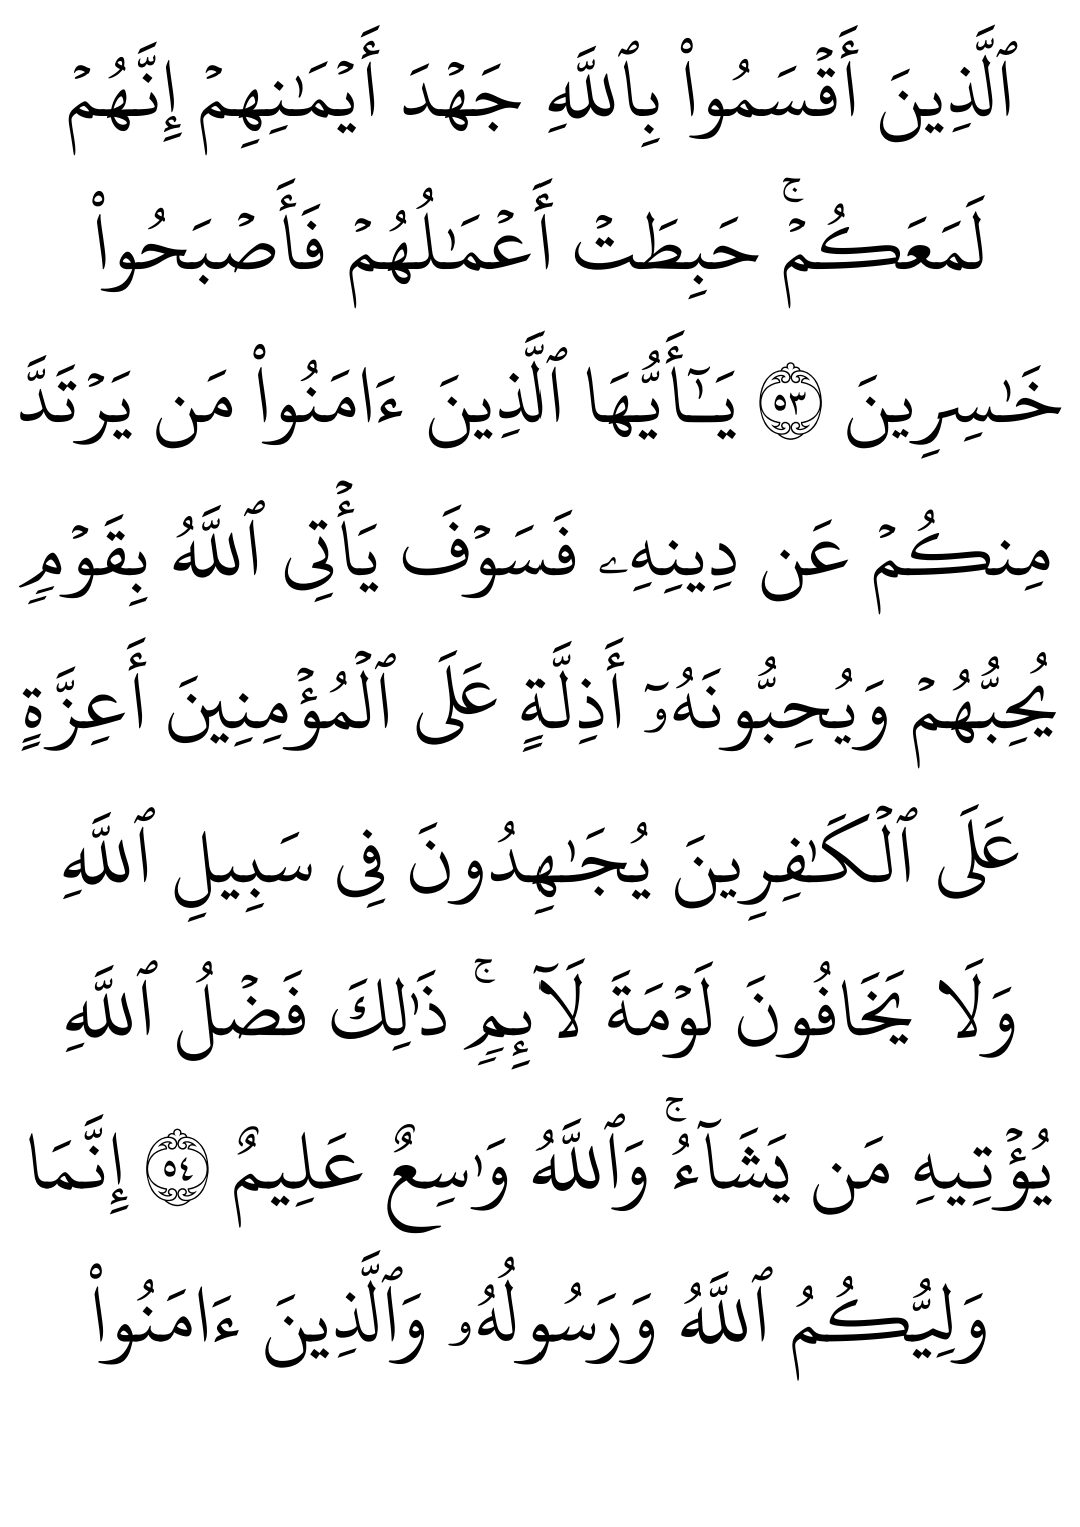 ٱلَّذِينَ أَقۡسَمُواْ بِٱللَّهِ جَهۡدَ أَيۡمَٰنِهِمۡ إِنَّهُمۡ
لَمَعَكُمۡۚ حَبِطَتۡ أَعۡمَٰلُهُمۡ فَأَصۡبَحُواْ
خَٰسِرِينَ ٥٣ يَـٰٓأَيُّهَا ٱلَّذِينَ ءَامَنُواْ مَن يَرۡتَدَّ
مِنكُمۡ عَن دِينِهِۦ فَسَوۡفَ يَأۡتِى ٱللَّهُ بِقَوۡمٖ
يُحِبُّهُمۡ وَيُحِبُّونَهُۥٓ أَذِلَّةٍ عَلَى ٱلۡمُؤۡمِنِينَ أَعِزَّةٍ
عَلَى ٱلۡكَٰفِرِينَ يُجَٰهِدُونَ فِى سَبِيلِ ٱللَّهِ
وَلَا يَخَافُونَ لَوۡمَةَ لَآئِمٖۚ ذَٰلِكَ فَضۡلُ ٱللَّهِ
يُؤۡتِيهِ مَن يَشَآءُۚ وَٱللَّهُ وَٰسِعٌ عَلِيمٌ ٥٤ إِنَّمَا
وَلِيُّكُمُ ٱللَّهُ وَرَسُولُهُۥ وَٱلَّذِينَ ءَامَنُواْ